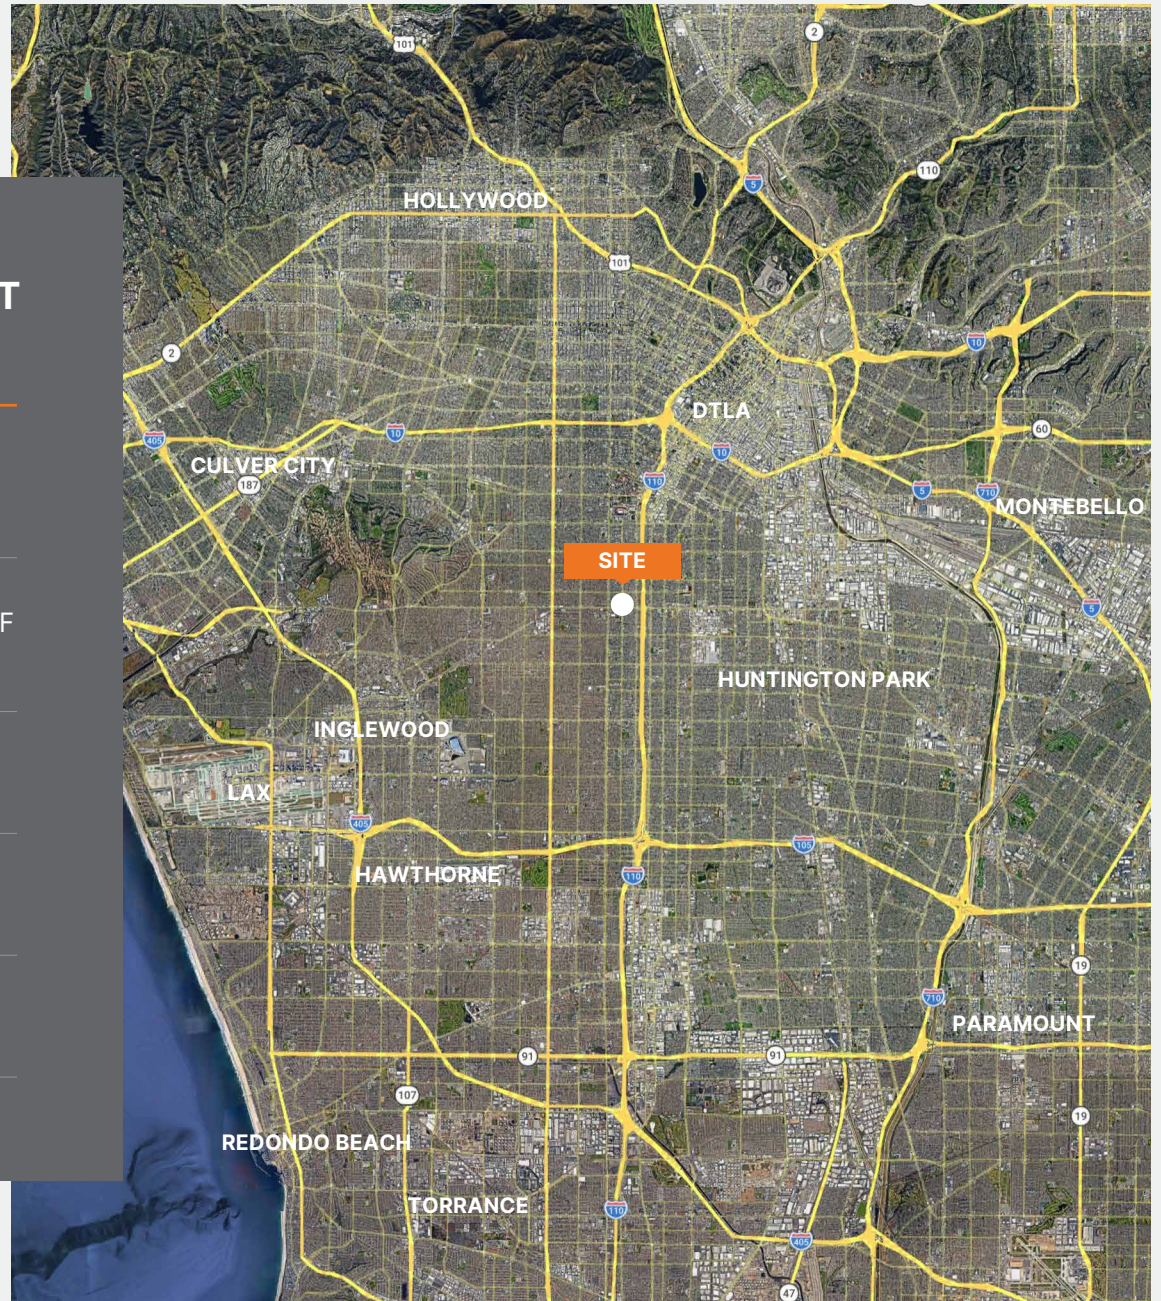 101
2
110
5
HOLLYWOOD
101
T
10
2
DTLA
60
405
10
10
CULVER CITY
187
110
5
710
MONTEBELLO
SITE
5
F
HUNTINGTON PARK
INGLEWOOD
LAX
405
105
HAWTHORNE
110
19
710
PARAMOUNT
91
91
107
19
REDONDO BEACH
TORRANCE
110
405
47